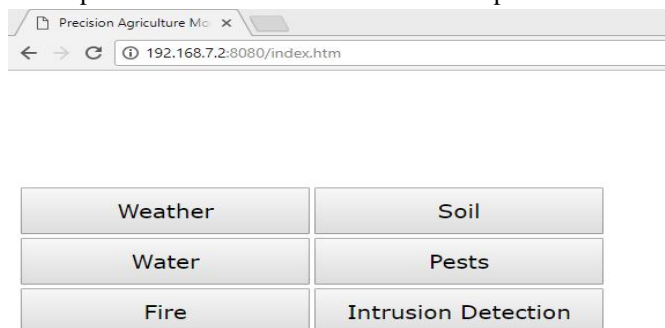 Precision Agriculture Mo
192.168.7.2:8080/index.htm
Weather Soil
Water Pests
Fire Intrusion Detection